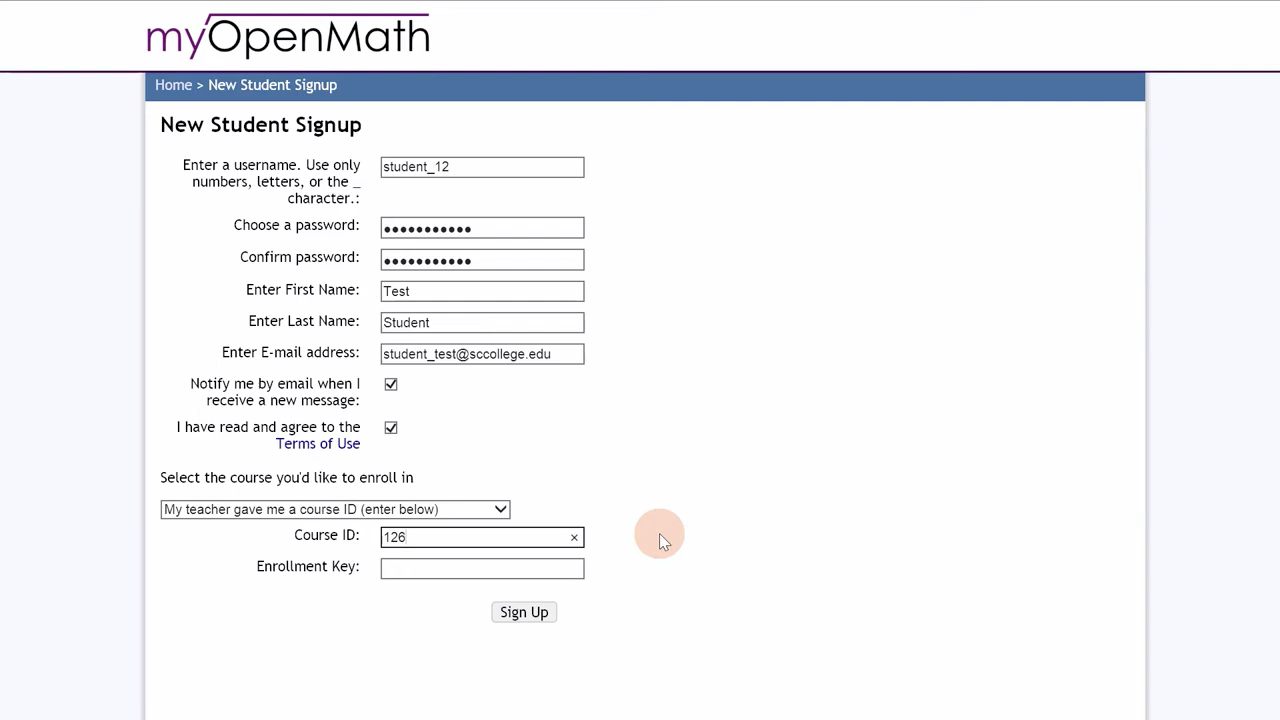 myOpenMath
Home > New Student Signup
New Student Signup
Enter a username. Use only
numbers, letters, or the _
character.:
student_12
Choose a password:
●●●●●●●●●●●
Confirm password:
●●●●●●●●●●●
Enter First Name:
Test
Enter Last Name:
Student
Enter E-mail address:
student_test@sccollege.edu
Notify me by email when I
receive a new message:
I have read and agree to the
Terms of Use
Select the course you'd like to enroll in
My teacher gave me a course ID (enter below)
Course ID:
126
Enrollment Key:
Sign Up